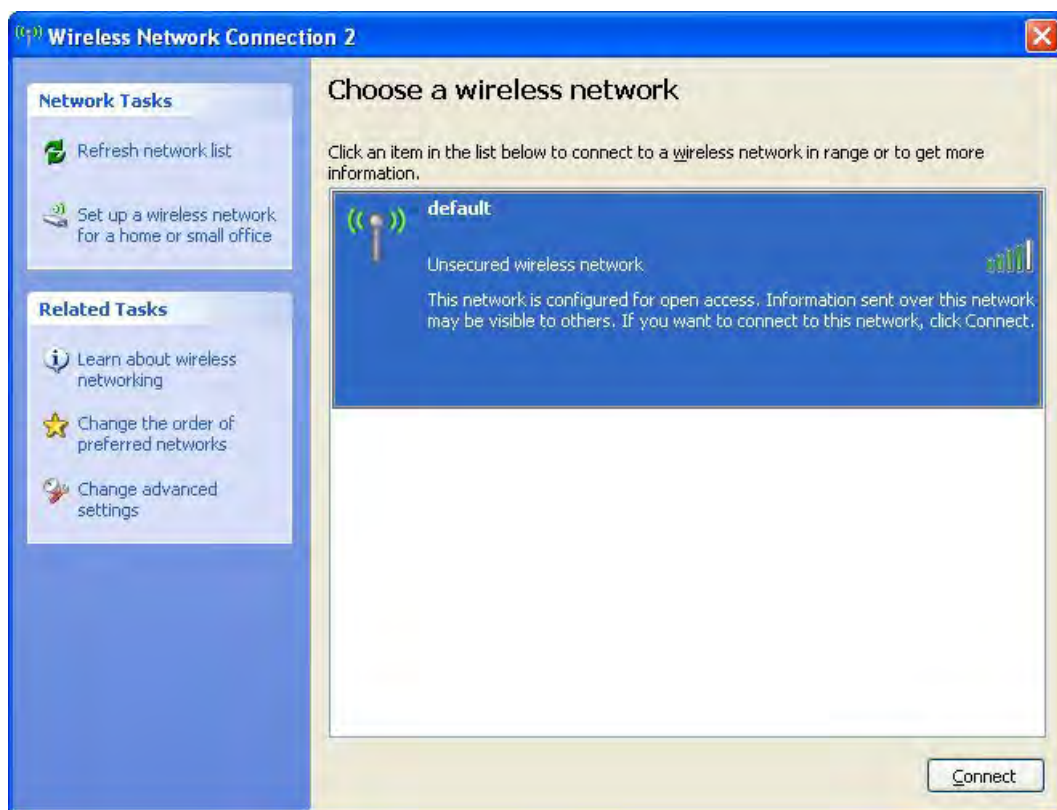 Wireless Network Connection 2
Network Tasks
Refresh network list
Set up a wireless network
for a home or small office
Related Tasks
Learn about wireless
networking
Change the order of
preferred networks
Change advanced
settings
Choose a wireless network
Click an item in the list below to connect to a wireless network in range or to get more
information.
default
Unsecured wireless network
This network is configured for open access. Information sent over this network
may be visible to others. If you want to connect to this network, click Connect.
Connect